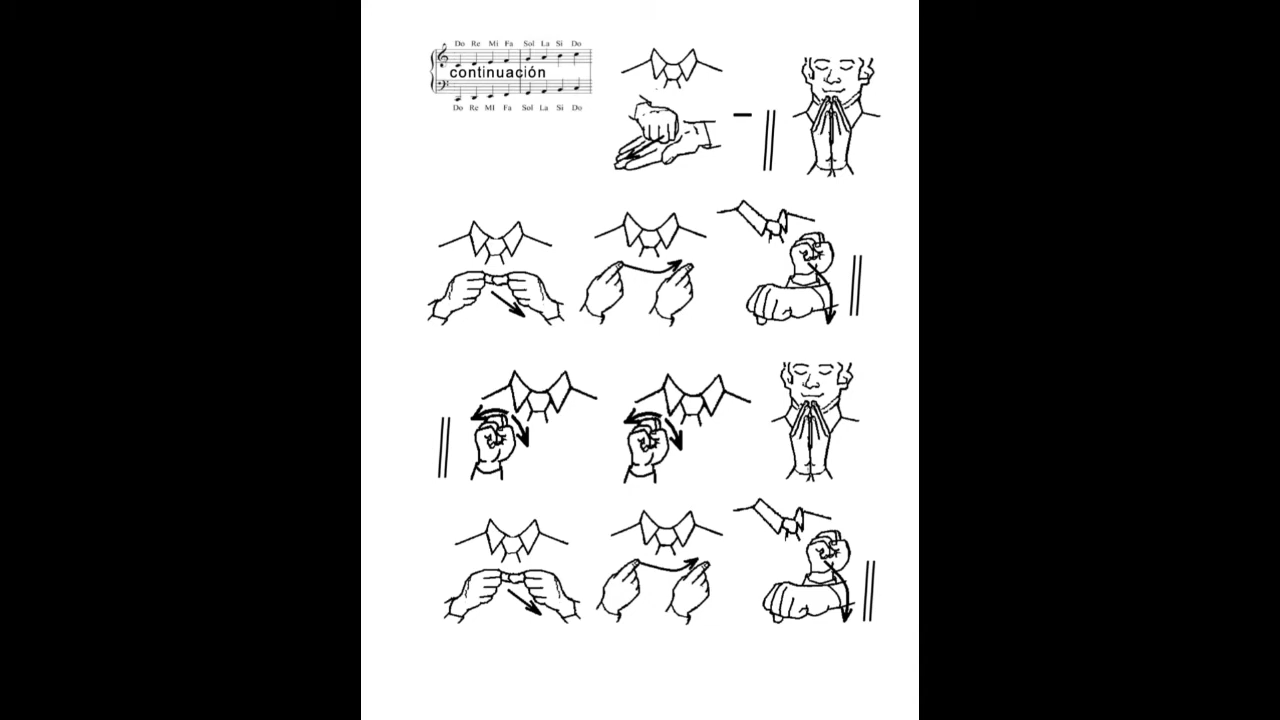 Do Re Mi Fa Sol La Si Do
continuación
Do Re MI Fa Sol La Si Do